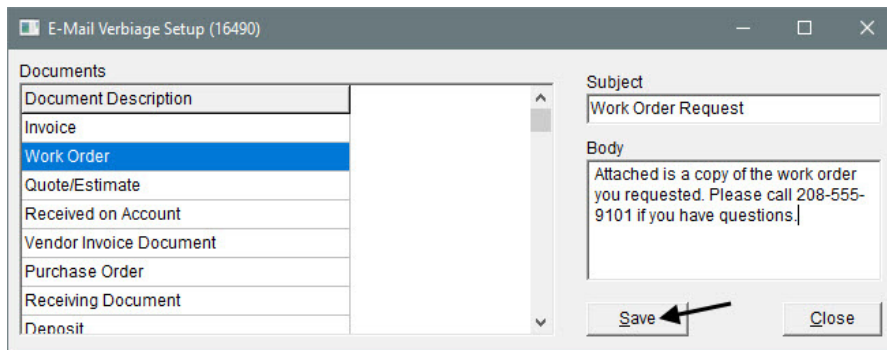 E-Mail Verbiage Setup (16490)
Documents
Document Description
Invoice
Work Order
Quote/Estimate
Received on Account
Vendor Invoice Document
Purchase Order
Receiving Document
Deposit
Subject
Work Order Request
Body
Attached is a copy of the work order
you requested. Please call 208-555-
9101 if you have questions.
Save
Close